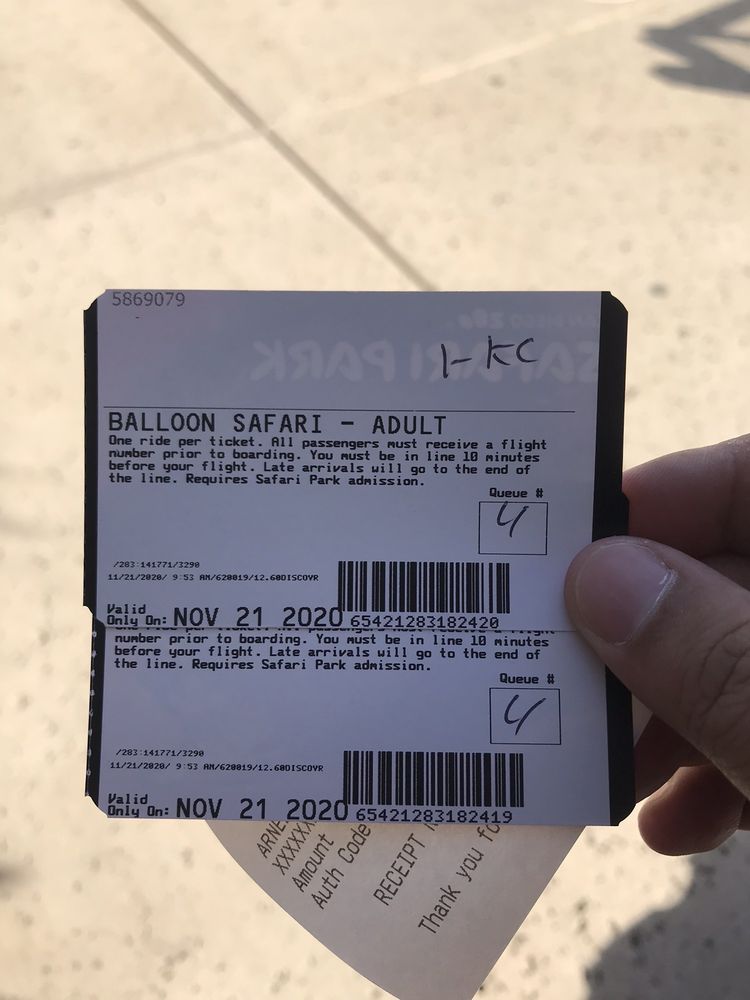 5869079
SAFARI PARK
1-KC
BALLOON SAFARI - ADULT
One ride per ticket. All passengers must receive a flight
number prior to boarding. You must be in line 10 minutes
before your flight. Late arrivals will go to the end of
the line. Requires Safari Park admission.
Queue #
4
/283:141771/3290
11/21/2020/ 9:53 AM/620019/12.60DISCOVR
Valid
Only On: NOV 21 2020 65421283182420
number prior to boarding. You must be in line 10 minutes
before your flight. Late arrivals will go to the end of
the line. Requires Safari Park admission.
Queue #
4
/283:141771/3290
11/21/2020/ 9:53 AM/620019/12.60DISCOVR
Valid
Only On: NOV 21 2020 65421283182419
XXXXXX
Amount
Auth Code
RECEIPT
Thank you